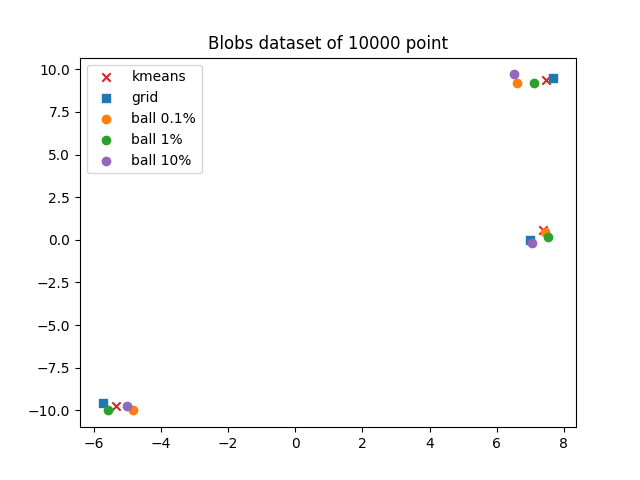 Blobs dataset of 10000 point
kmeans
grid
ball 0.1%
ball 1%
ball 10%
10.0
7.5
5.0
2.5
0.0
−2.5
−5.0
−7.5
−10.0
−6 −4 −2 0 2 4 6 8